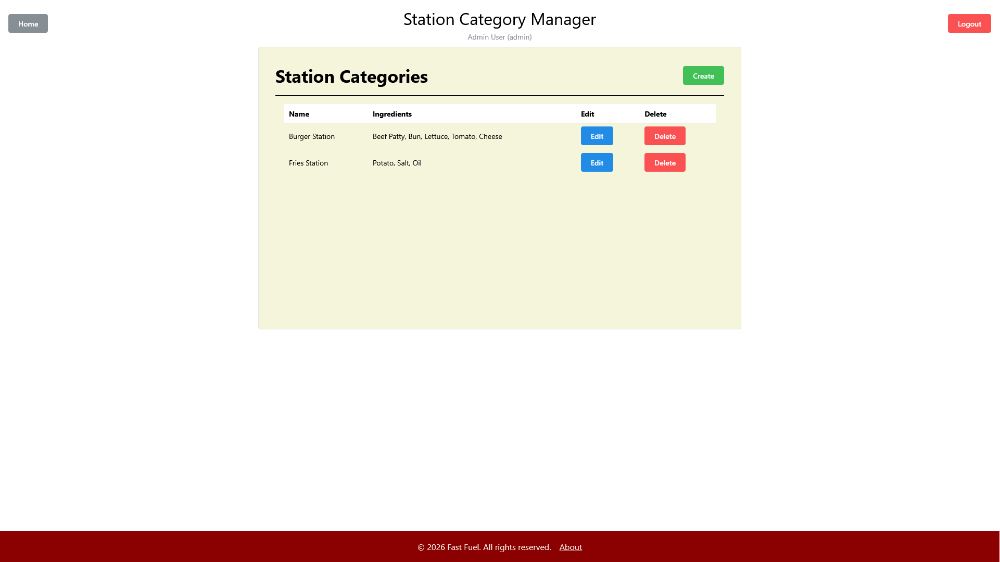 Home
Station Category Manager
Admin User (admin)
Logout
Station Categories
Create
Name Ingredients Edit Delete
Burger Station Beef Patty, Bun, Lettuce, Tomato, Cheese Edit Delete
Fries Station Potato, Salt, Oil Edit Delete
© 2026 Fast Fuel. All rights reserved. About